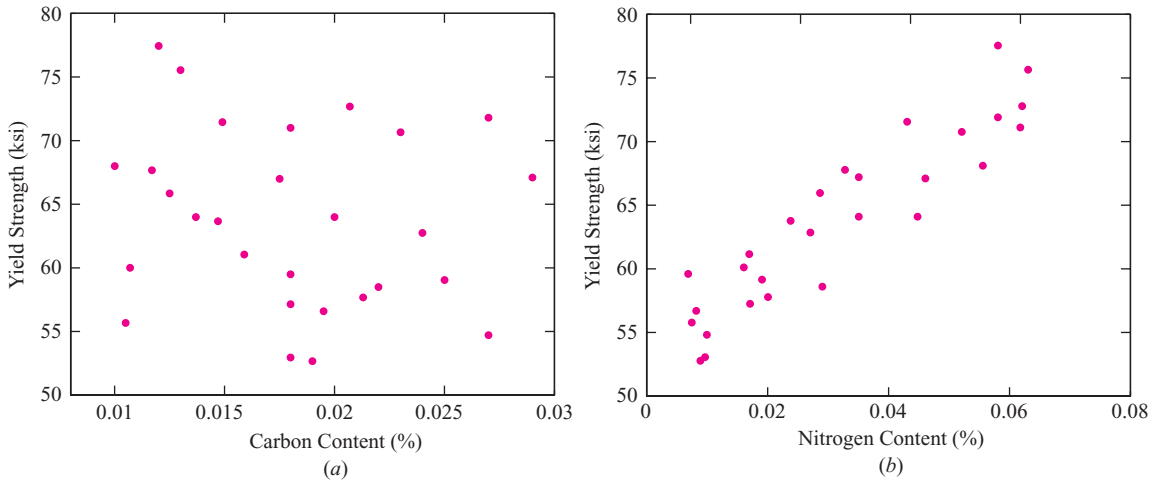 80
75
70
65
60
55
50
Yield Strength (ksi)
0.01 0.015 0.02 0.025 0.03
Carbon Content (%)
(a)
80
75
70
65
60
55
50
Yield Strength (ksi)
0 0.02 0.04 0.06 0.08
Nitrogen Content (%)
(b)